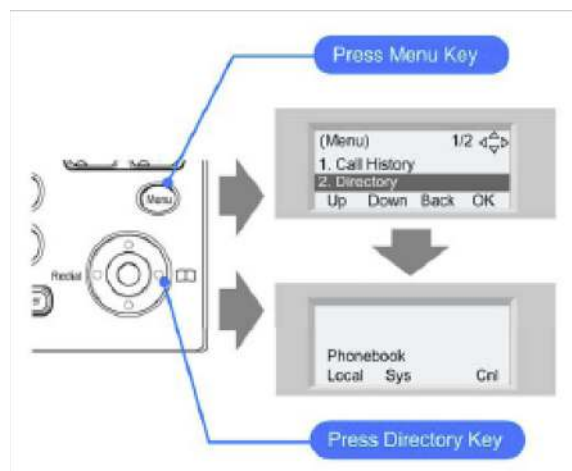 Press Menu Key
(Menu) 1/2
1. Call History
2. Directory
Up Down Back OK
Menu
Redial
Phonebook
Local Sys Cnl
Press Directory Key